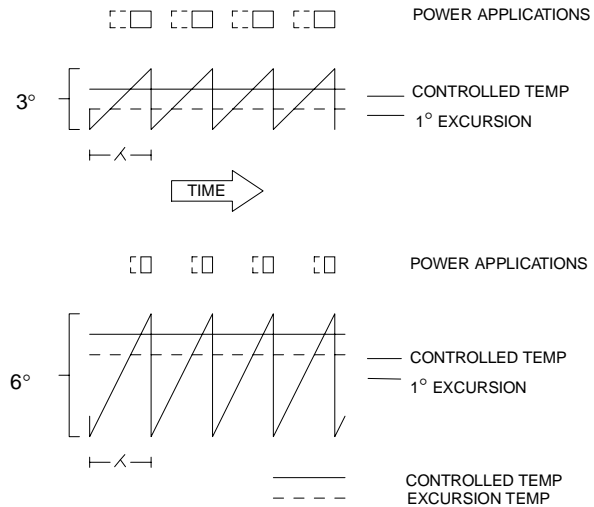 POWER APPLICATIONS
3°
CONTROLLED TEMP
1° EXCURSION
TIME
POWER APPLICATIONS
6°
CONTROLLED TEMP
1° EXCURSION
CONTROLLED TEMP
EXCURSION TEMP